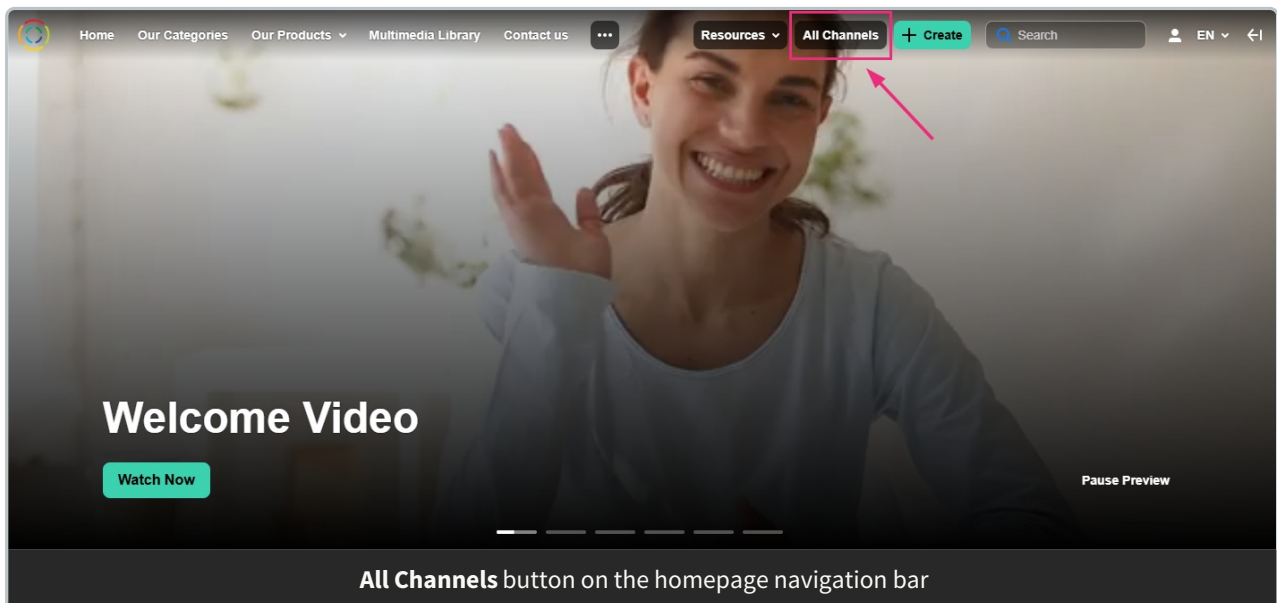 Home Our Categories Our Products Multimedia Library Contact us ••• Resources All Channels + Create Search EN
Welcome Video
Watch Now
Pause Preview
All Channels button on the homepage navigation bar